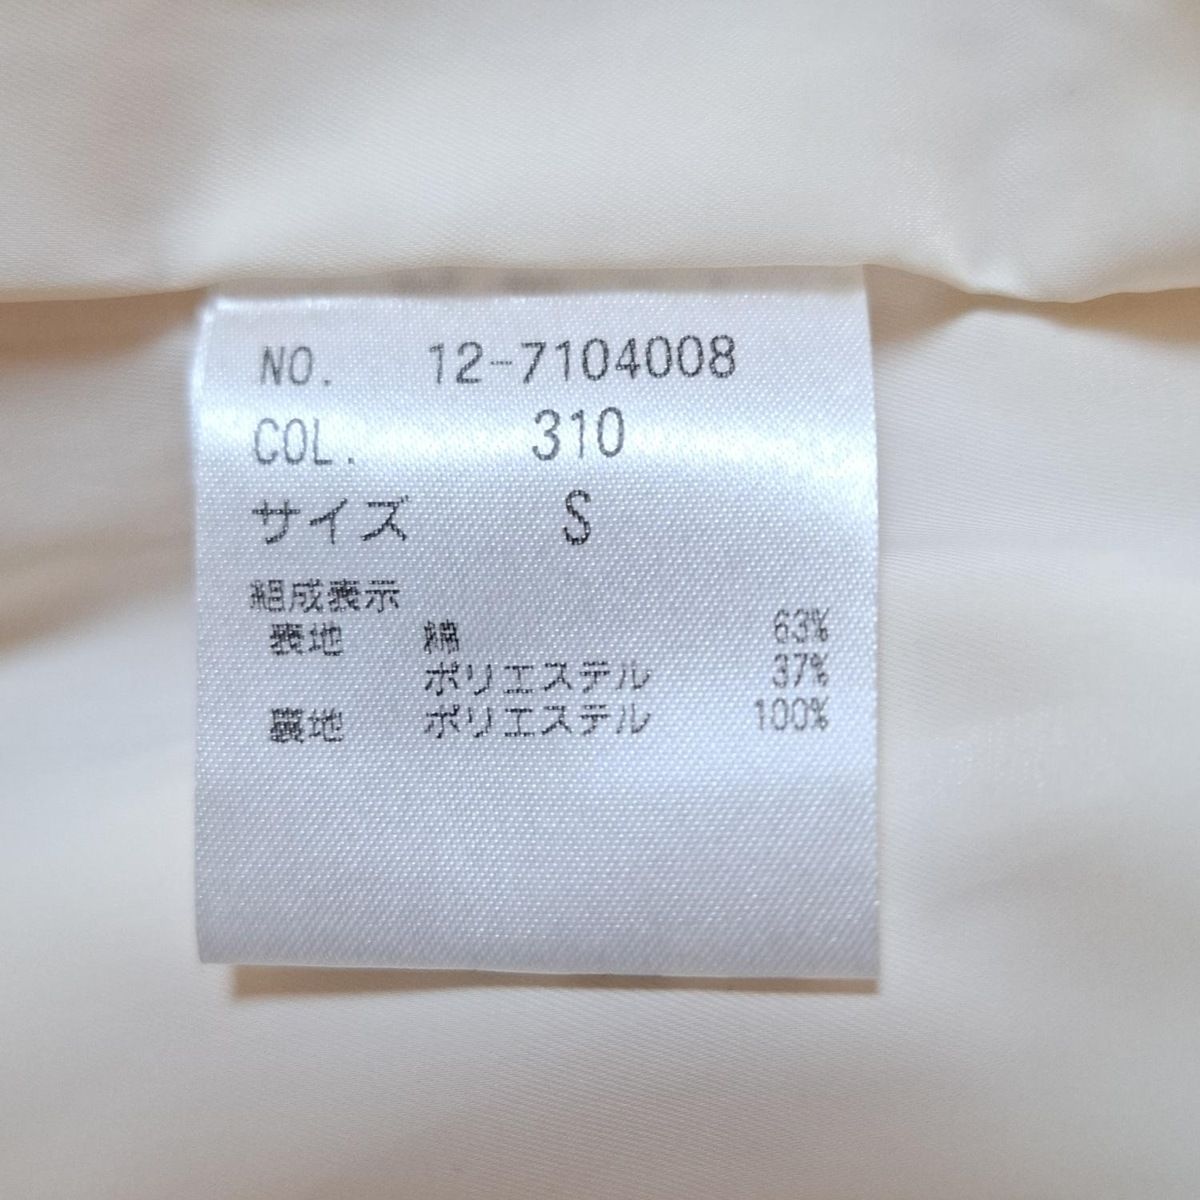 NO. 12-7104008
COL. 310
サイズ S
組成表示
表地 綿 63%
ポリエステル 37%
裏地 ポリエステル 100%